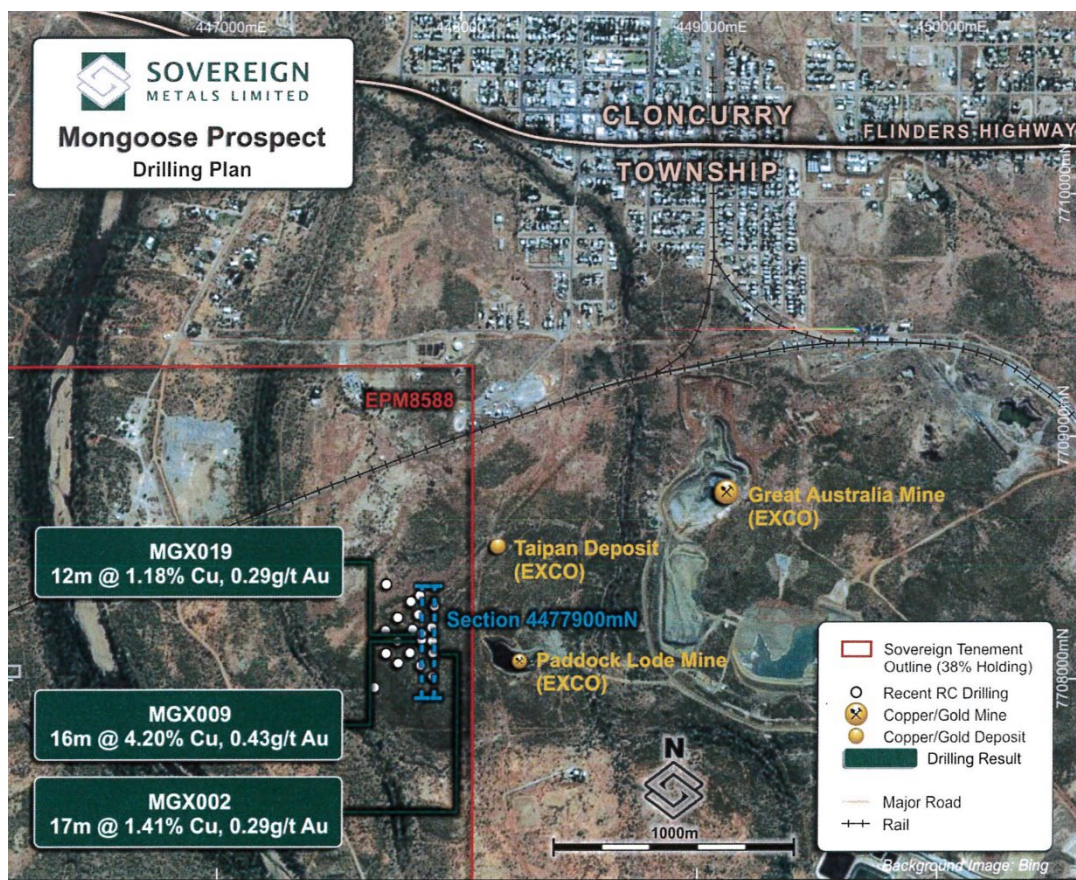 447000mE
448000
449000mE
450000mE
SOVEREIGN
METALS LIMITED
Mongoose Prospect
Drilling Plan
CLONCURRY
TOWNSHIP
FLINDERS HIGHWAY
7710000mN
EPM8588
7709000mN
Great Australia Mine
(EXCO)
Taipan Deposit
(EXCO)
MGX019
12m @ 1.18% Cu, 0.29g/t Au
Section 4477900mN
Paddock Lode Mine
(EXCO)
7708000mN
MGX009
16m @ 4.20% Cu, 0.43g/t Au
MGX002
17m @ 1.41% Cu, 0.29g/t Au
N
1000m
Sovereign Tenement
Outline (38% Holding)
Recent RC Drilling
Copper/Gold Mine
Copper/Gold Deposit
Drilling Result
Major Road
Rail
Background Image: Bing